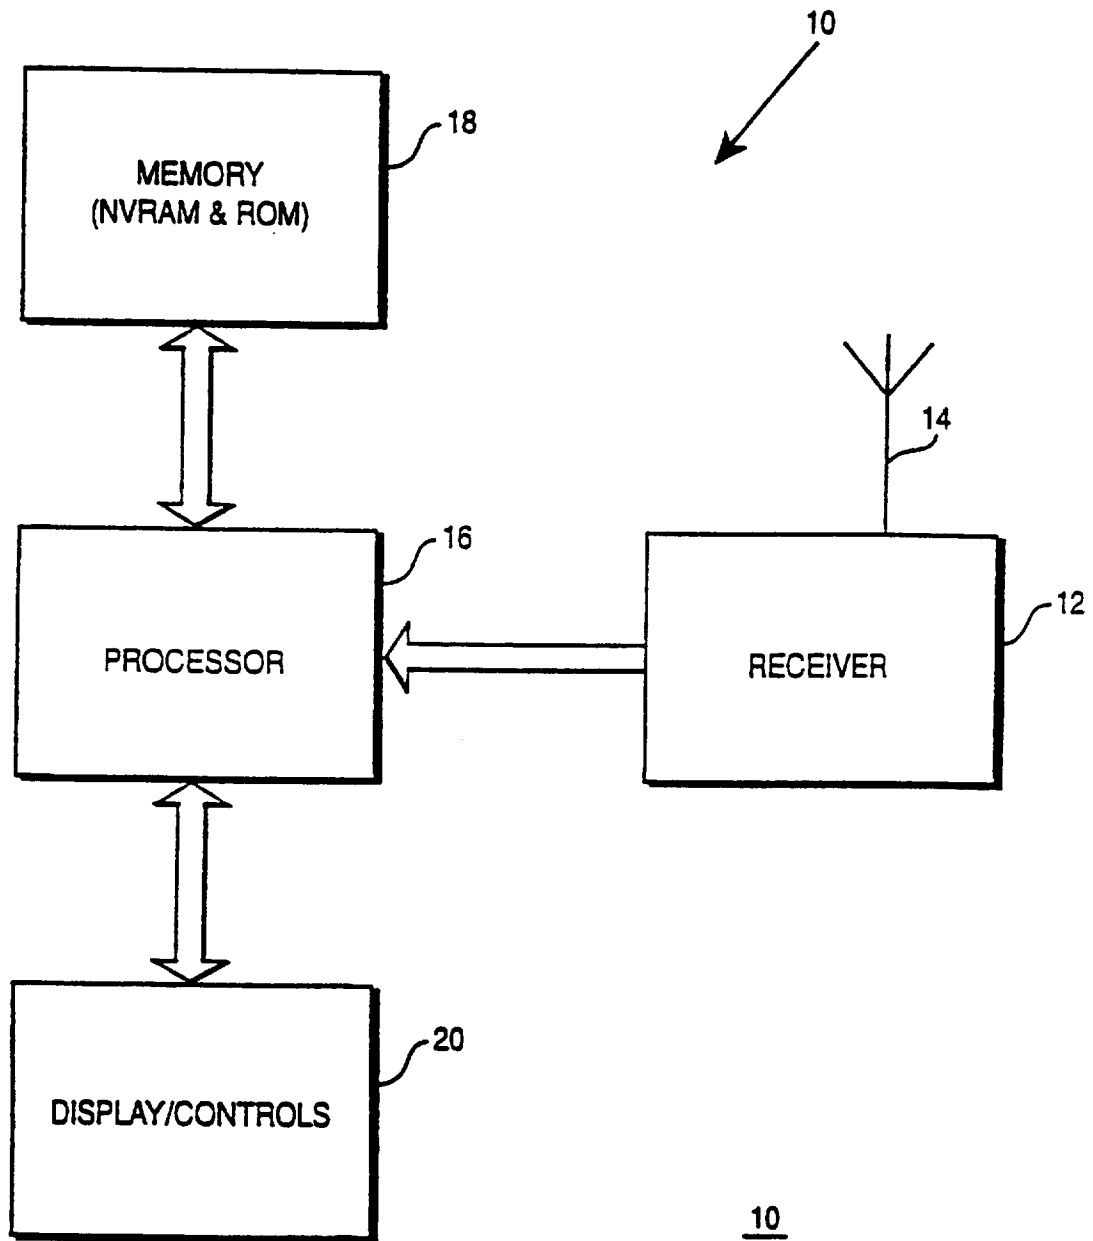 10
18
MEMORY
(NVRAM & ROM)
14
16
12
PROCESSOR
RECEIVER
20
DISPLAY/CONTROLS
10